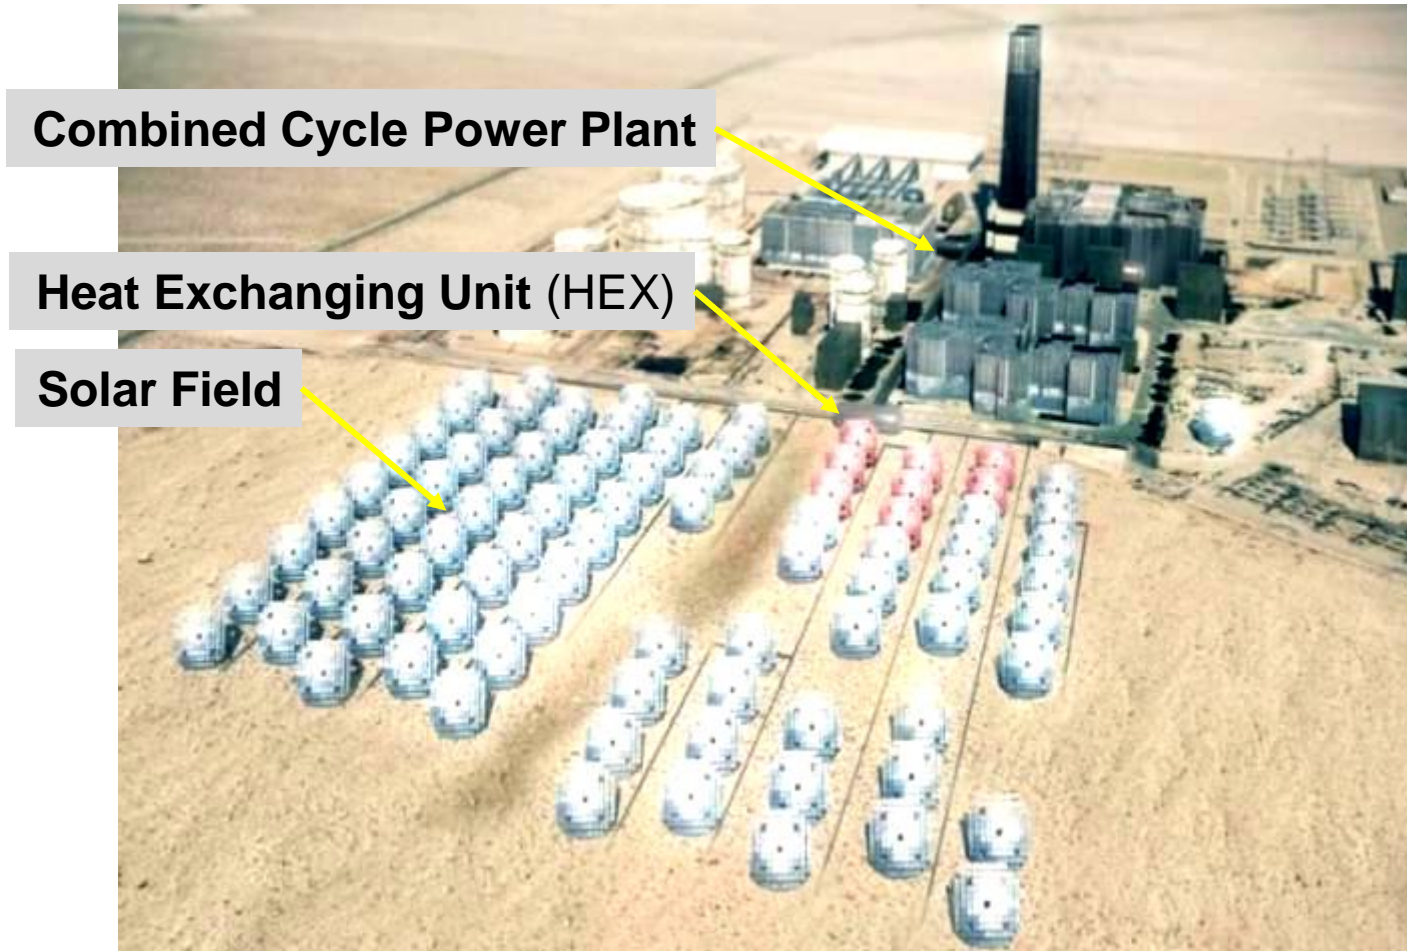 Combined Cycle Power Plant
Heat Exchanging Unit (HEX)
Solar Field